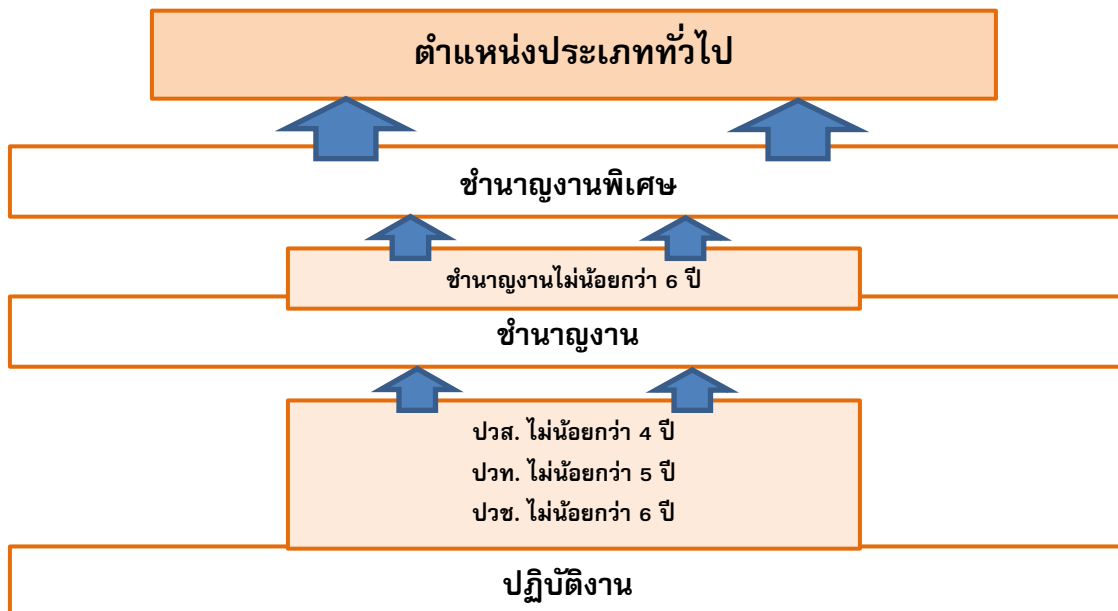 ตำแหน่งประเภททั่วไป
ชำนาญงานพิเศษ
ชำนาญงานไม่น้อยกว่า 6 ปี
ชำนาญงาน
ปวส. ไม่น้อยกว่า 4 ปี
ปวท. ไม่น้อยกว่า 5 ปี
ปวช. ไม่น้อยกว่า 6 ปี
ปฏิบัติงาน